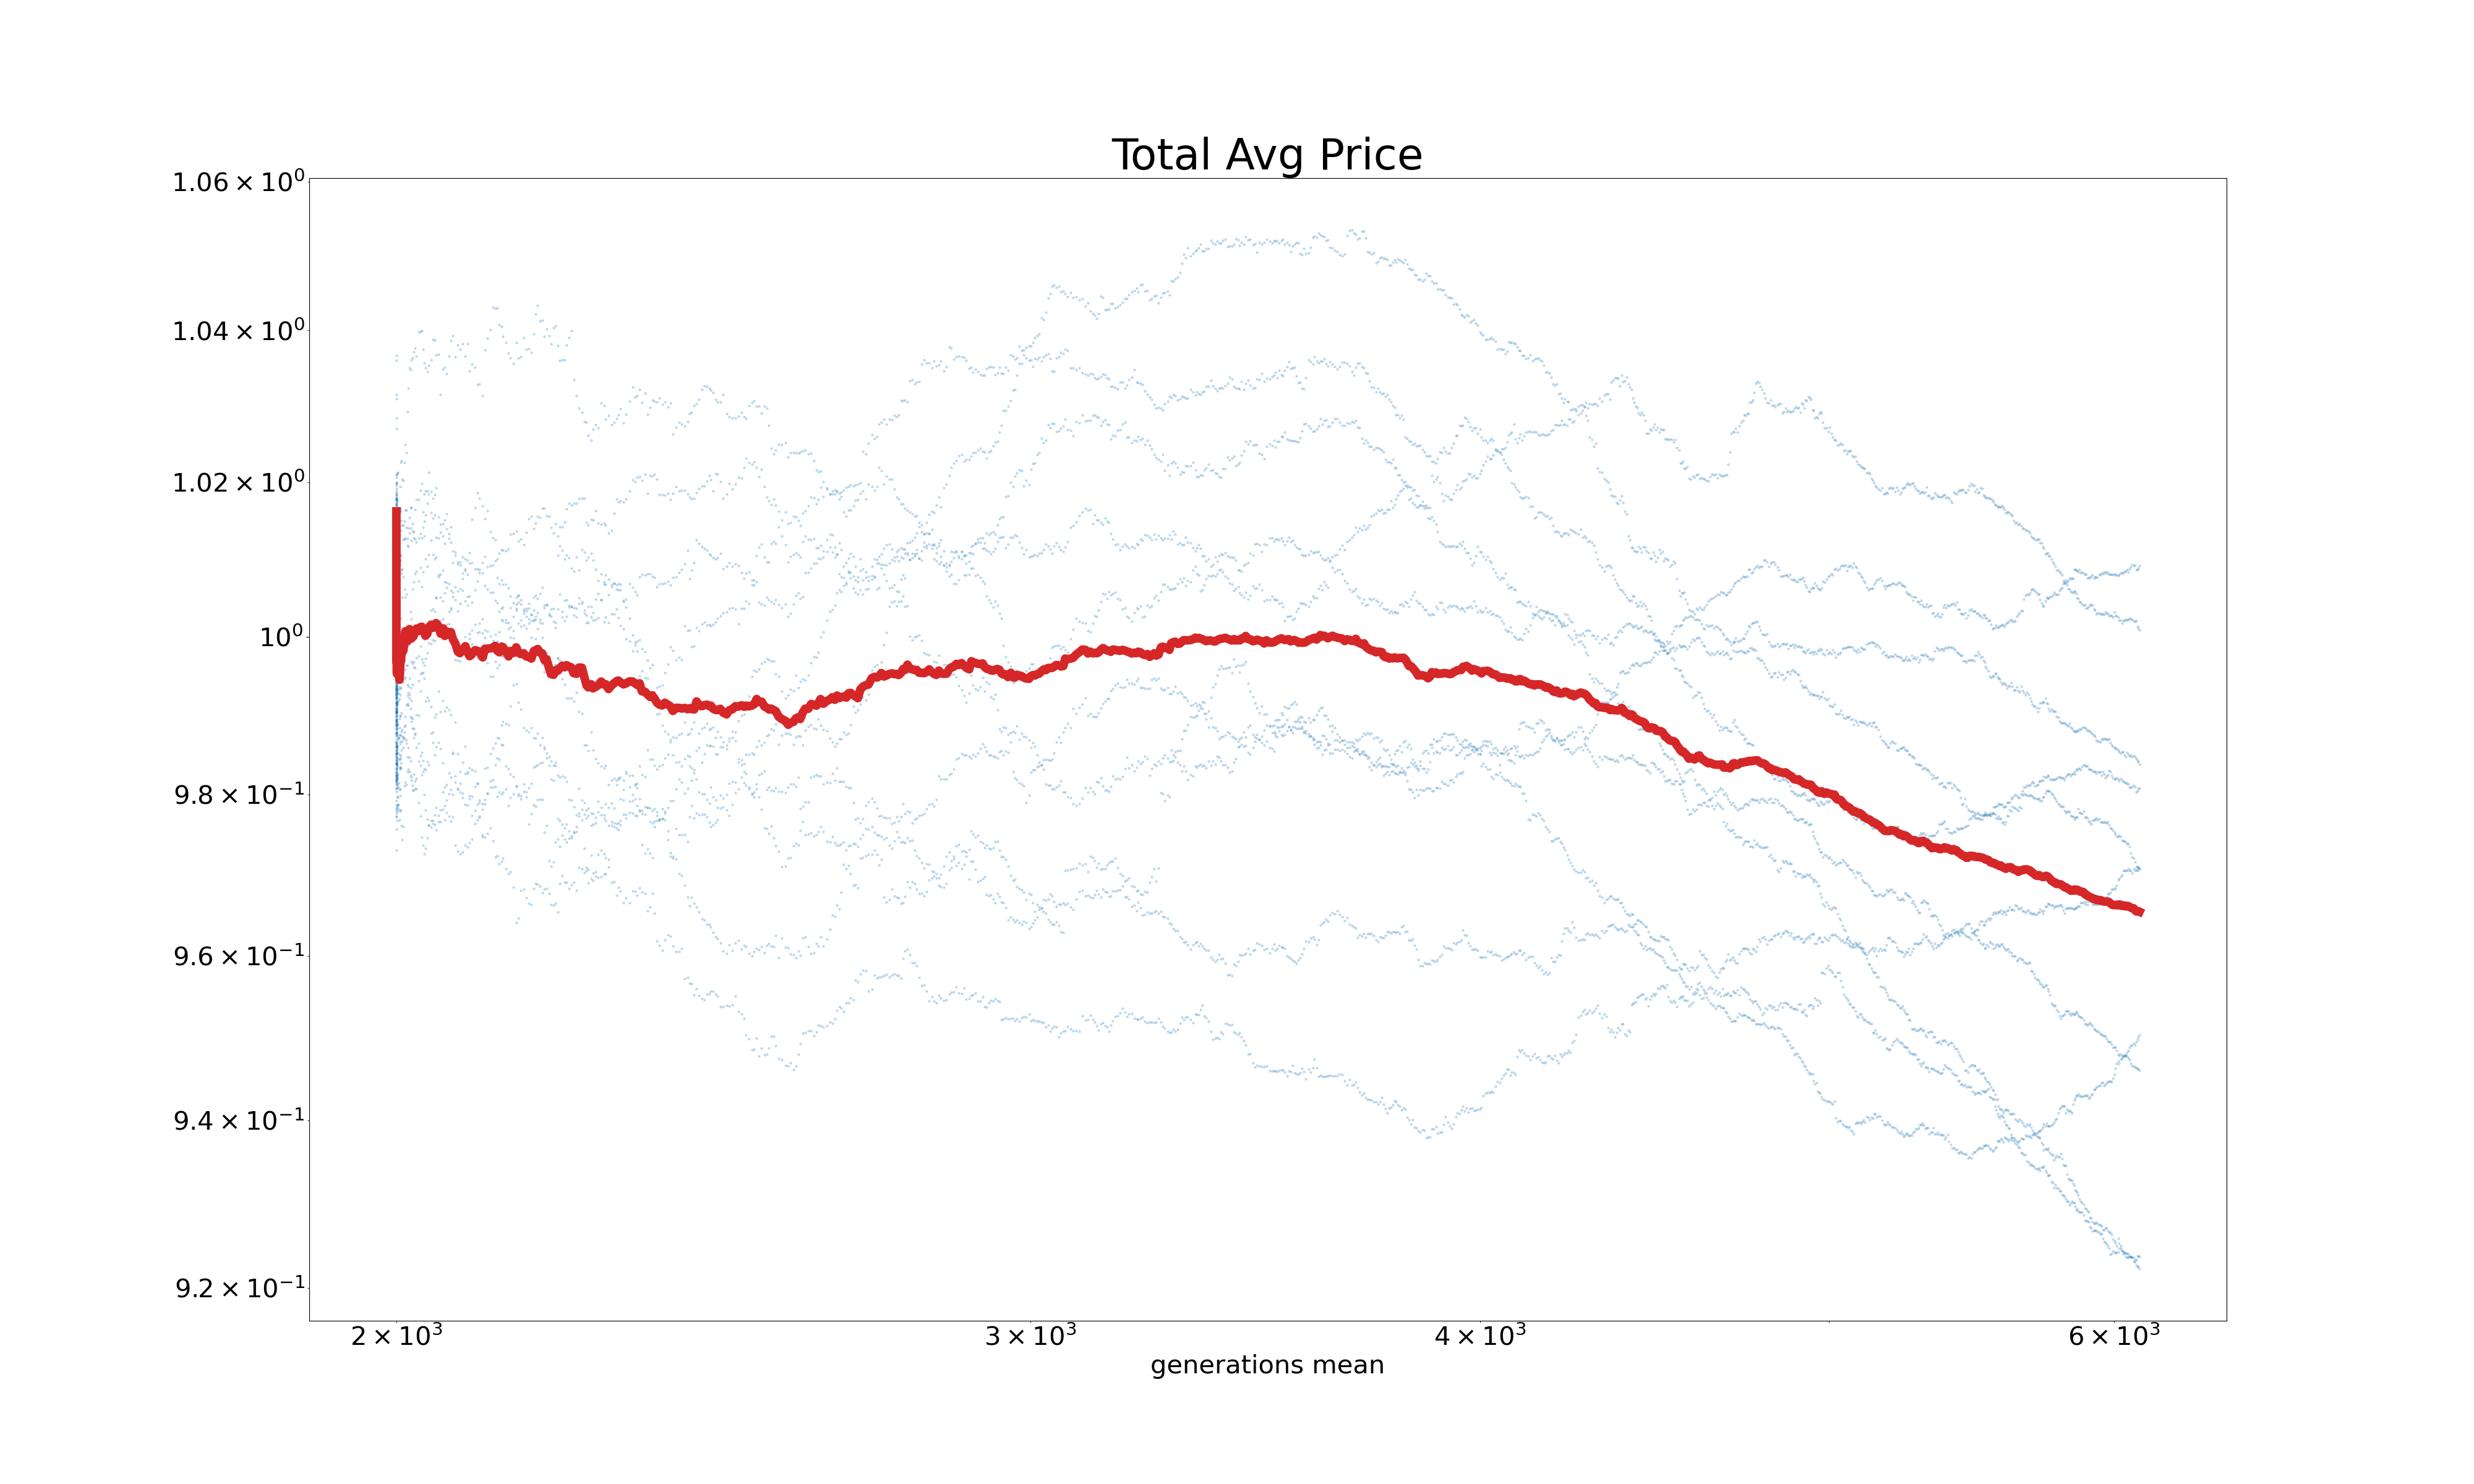 Total Avg Price
1.06 × 10⁰
1.04 × 10⁰
1.02 × 10⁰
10⁰
9.8 × 10⁻¹
9.6 × 10⁻¹
9.4 × 10⁻¹
9.2 × 10⁻¹
2 × 10³ 3 × 10³ 4 × 10³ 6 × 10³
generations mean